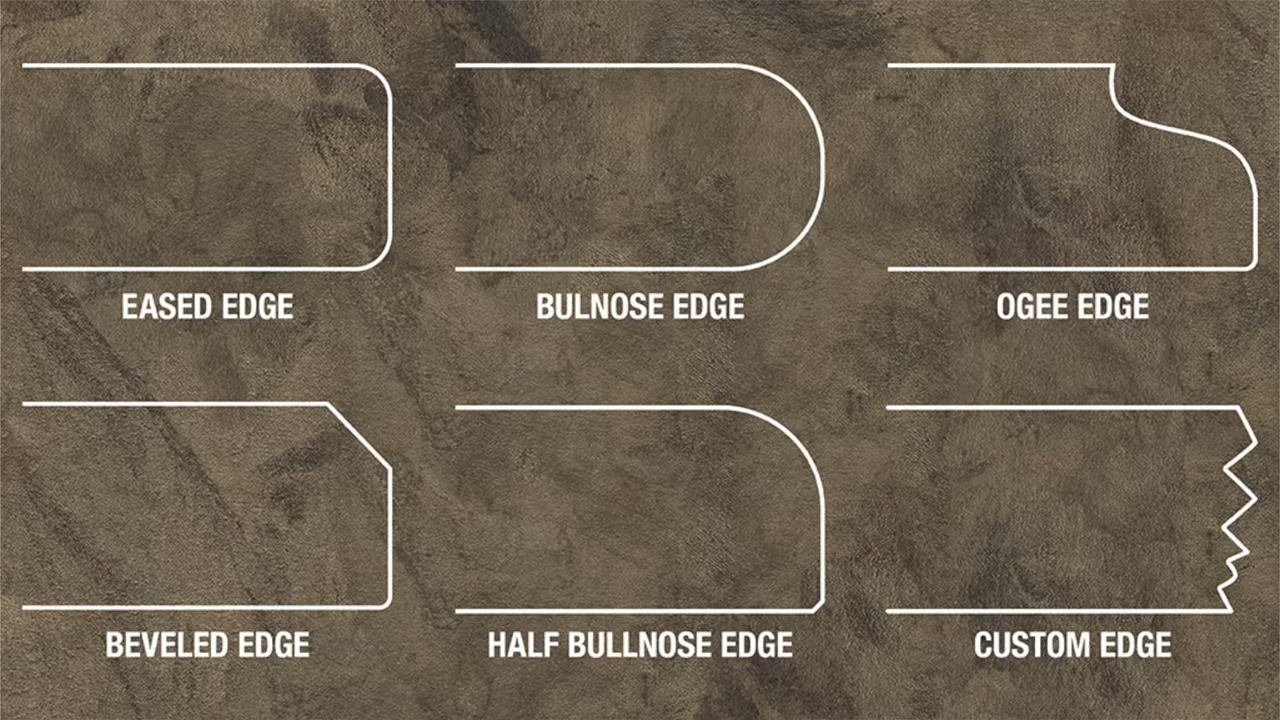 EASED EDGE
BULNOSE EDGE
OGEE EDGE
BEVELED EDGE
HALF BULLNOSE EDGE
CUSTOM EDGE